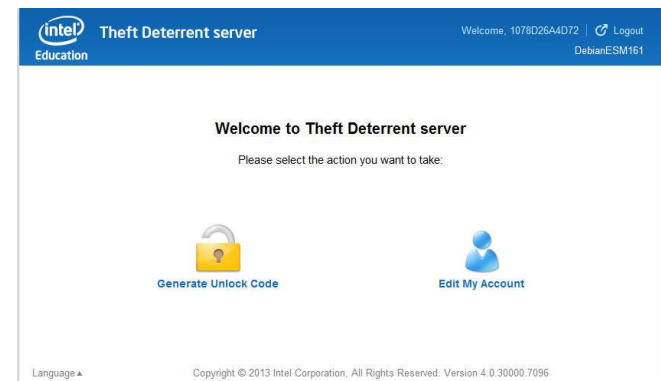 intel Theft Deterrent server Welcome, 1078D26A4D72 | Logout
Education DebianESM161
Welcome to Theft Deterrent server
Please select the action you want to take:
Generate Unlock Code Edit My Account
Language▲ Copyright © 2013 Intel Corporation, All Rights Reserved. Version 4.0.30000.7096